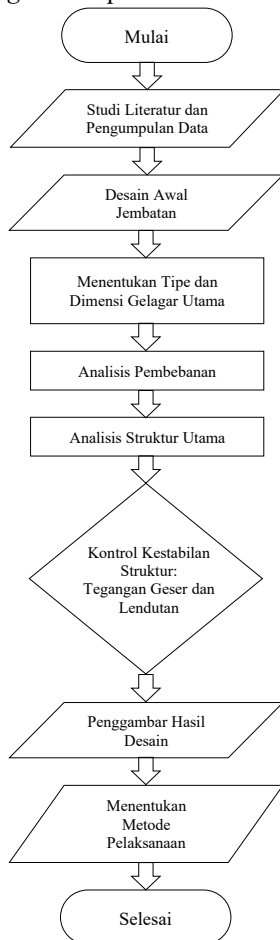 Mulai
Studi Literatur dan
Pengumpulan Data
Desain Awal
Jembatan
Menentukan Tipe dan
Dimensi Gelagar Utama
Analisis Pembebanan
Analisis Struktur Utama
Kontrol Kestabilan
Struktur:
Tegangan Geser dan
Lendutan
Penggambar Hasil
Desain
Menentukan
Metode
Pelaksanaan
Selesai